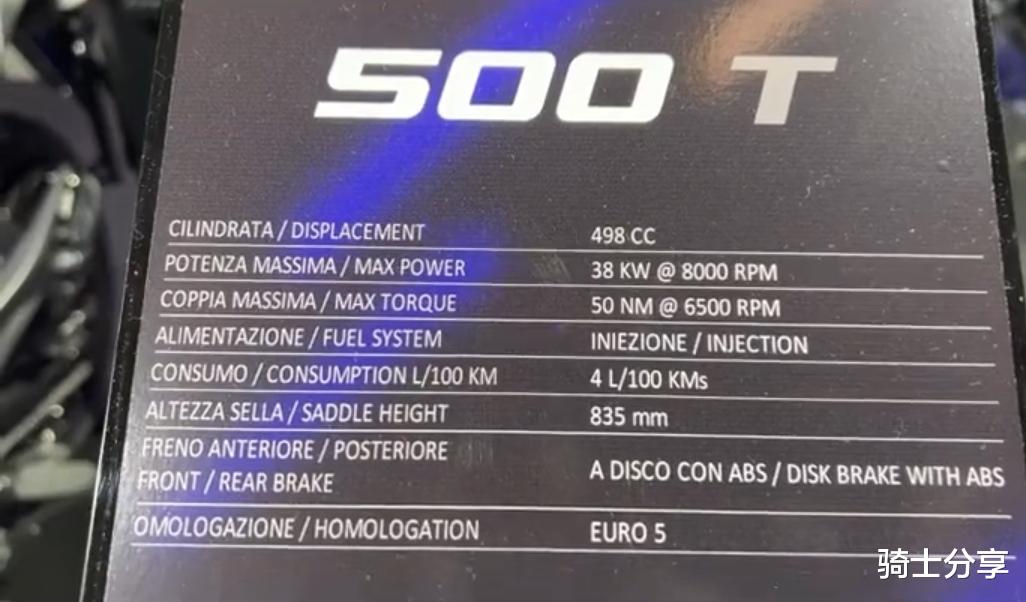 500 T
CILINDRATA / DISPLACEMENT 498 CC
POTENZA MASSIMA / MAX POWER 38 KW @ 8000 RPM
COPPIA MASSIMA / MAX TORQUE 50 NM @ 6500 RPM
ALIMENTAZIONE / FUEL SYSTEM INIEZIONE / INJECTION
CONSUMO / CONSUMPTION L/100 KM 4 L/100 KMs
ALTEZZA SELLA / SADDLE HEIGHT 835 mm
FRENO ANTERIORE / POSTERIORE
FRONT / REAR BRAKE A DISCO CON ABS / DISK BRAKE WITH ABS
OMOLOGAZIONE / HOMOLOGATION EURO 5
骑士分享